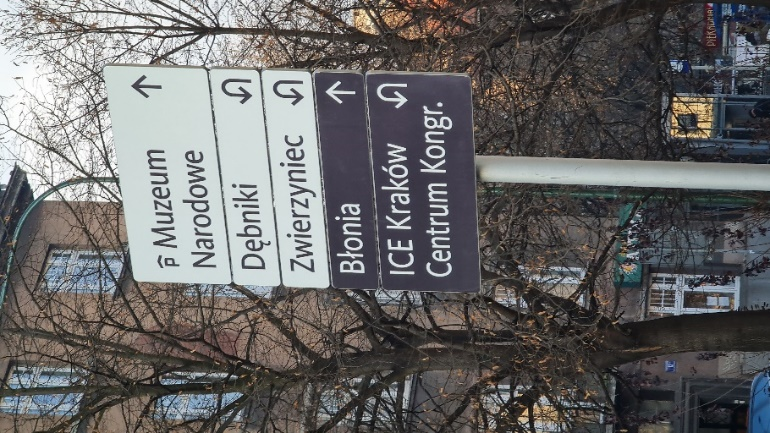 Muzeum
Narodowe
Dębniki
Zwierzyniec
Błonia
ICE Kraków
Centrum Kongr.